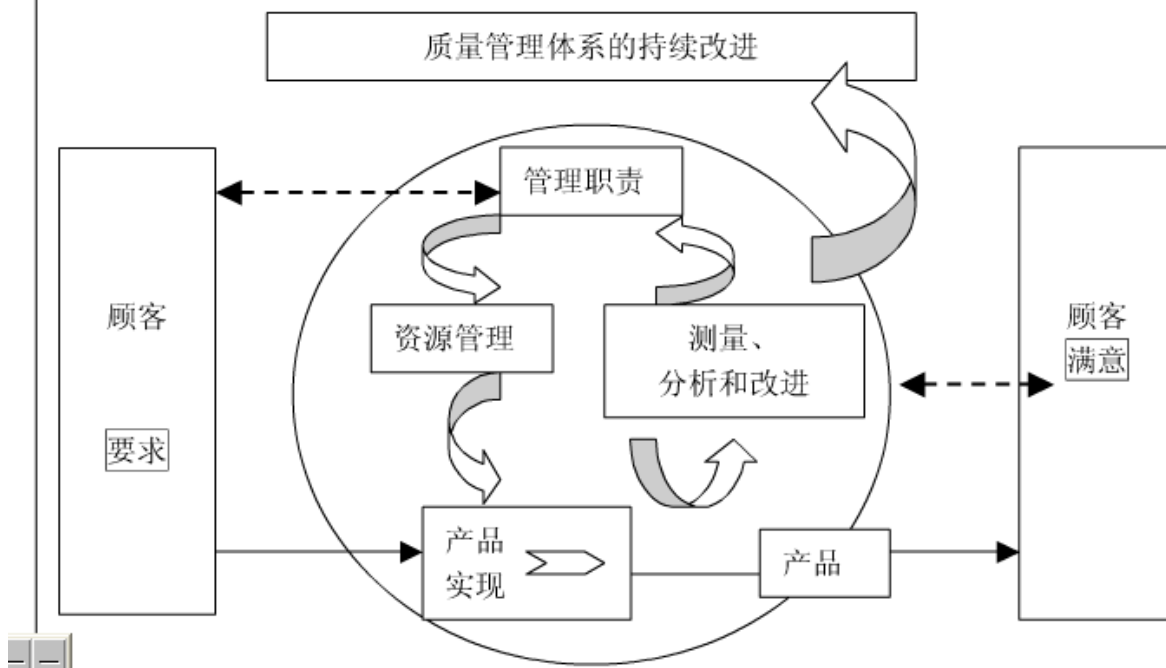 质量管理体系的持续改进
管理职责
顾客
要求
资源管理
测量、
分析和改进
顾客
满意
产品
实现
产品